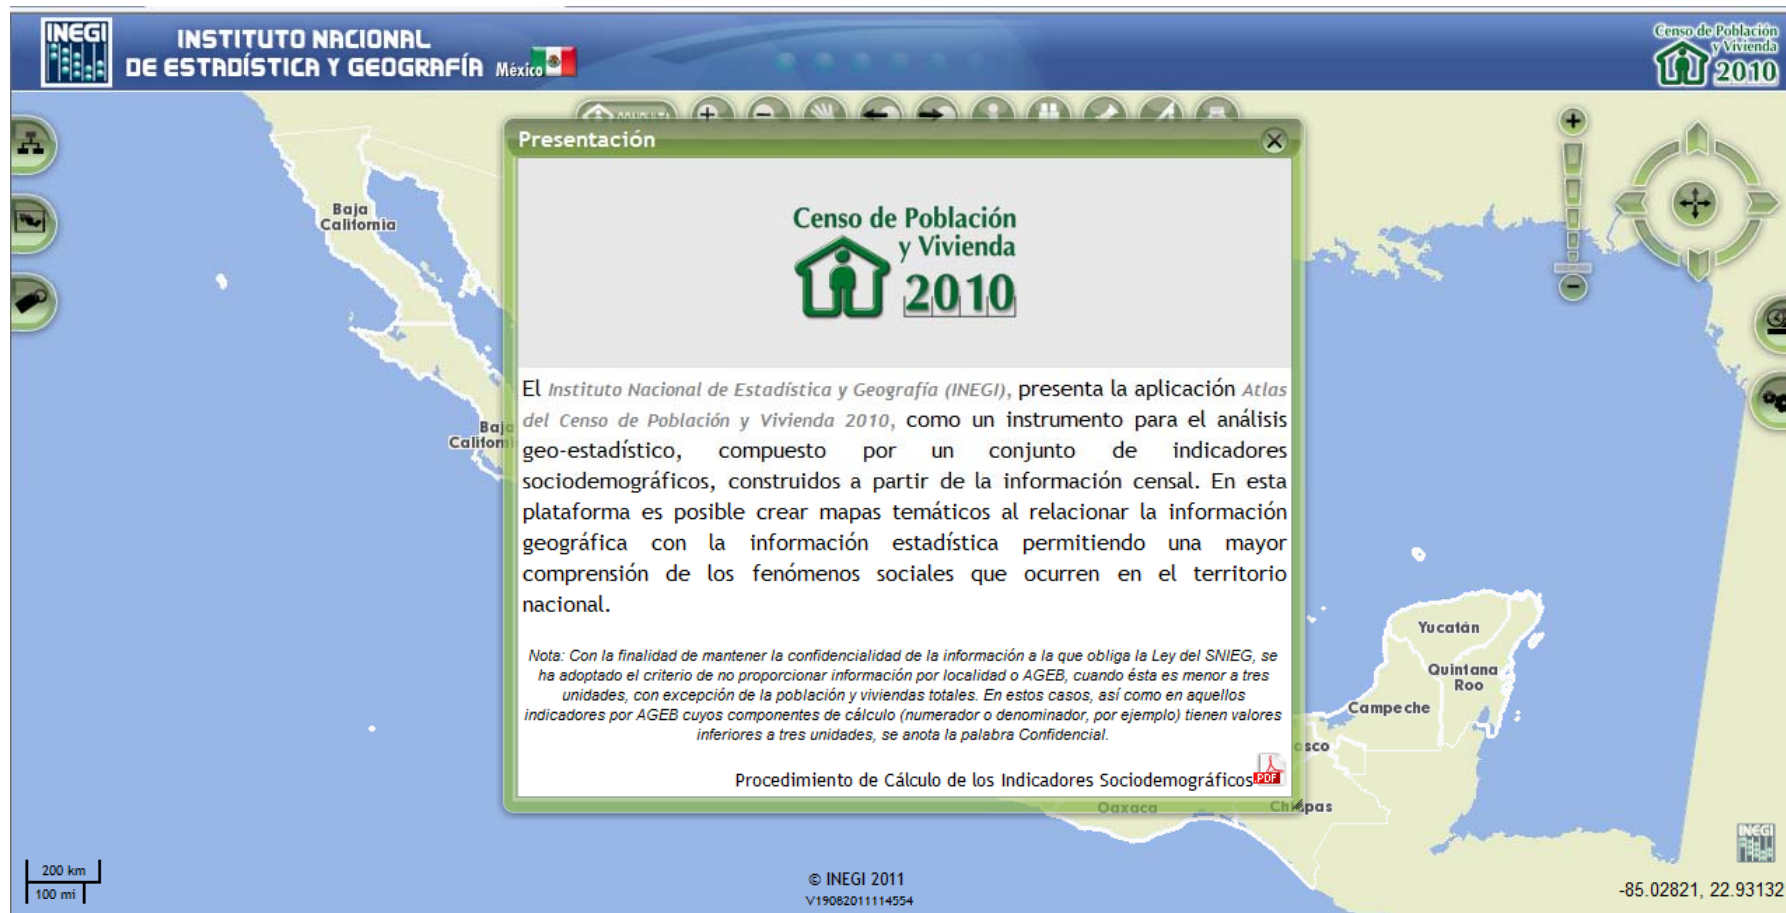 INEGI
INSTITUTO NACIONAL
DE ESTADÍSTICA Y GEOGRAFÍA México
Censo de Población
y Vivienda
2010
Presentación
Censo de Población
y Vivienda
2010
El Instituto Nacional de Estadística y Geografía (INEGI), presenta la aplicación Atlas
del Censo de Población y Vivienda 2010, como un instrumento para el análisis
geo-estadístico, compuesto por un conjunto de indicadores
sociodemográficos, construidos a partir de la información censal. En esta
plataforma es posible crear mapas temáticos al relacionar la información
geográfica con la información estadística permitiendo una mayor
comprensión de los fenómenos sociales que ocurren en el territorio
nacional.
Nota: Con la finalidad de mantener la confidencialidad de la información a la que obliga la Ley del SNIEG, se
ha adoptado el criterio de no proporcionar información por localidad o AGEB, cuando ésta es menor a tres
unidades, con excepción de la población y viviendas totales. En estos casos, así como en aquellos
indicadores por AGEB cuyos componentes de cálculo (numerador o denominador, por ejemplo) tienen valores
inferiores a tres unidades, se anota la palabra Confidencial.
Procedimiento de Cálculo de los Indicadores Sociodemográficos
PDF
Baja
California
Baja
Californi
Yucatán
Quintana
Roo
Campeche
asco
Oaxaca
Chiapas
200 km
100 mi
© INEGI 2011
V19082011114554
INEGI
-85.02821, 22.93132